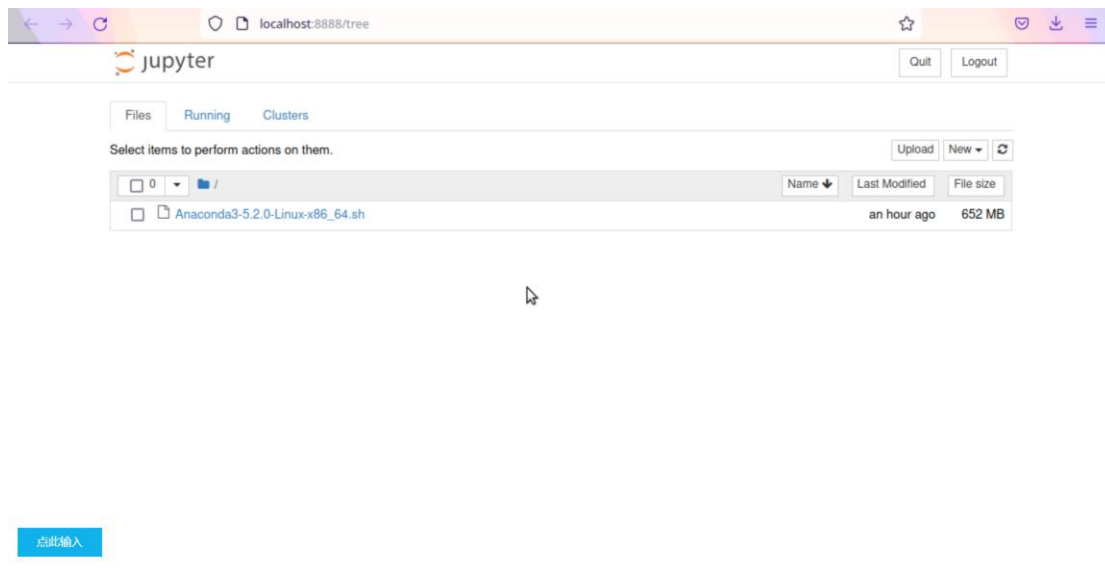 localhost:8888/tree
jupyter
Quit Logout
Files Running Clusters
Select items to perform actions on them.
Upload New
0 /
Name Last Modified File size
Anaconda3-5.2.0-Linux-x86_64.sh an hour ago 652 MB
点此输入